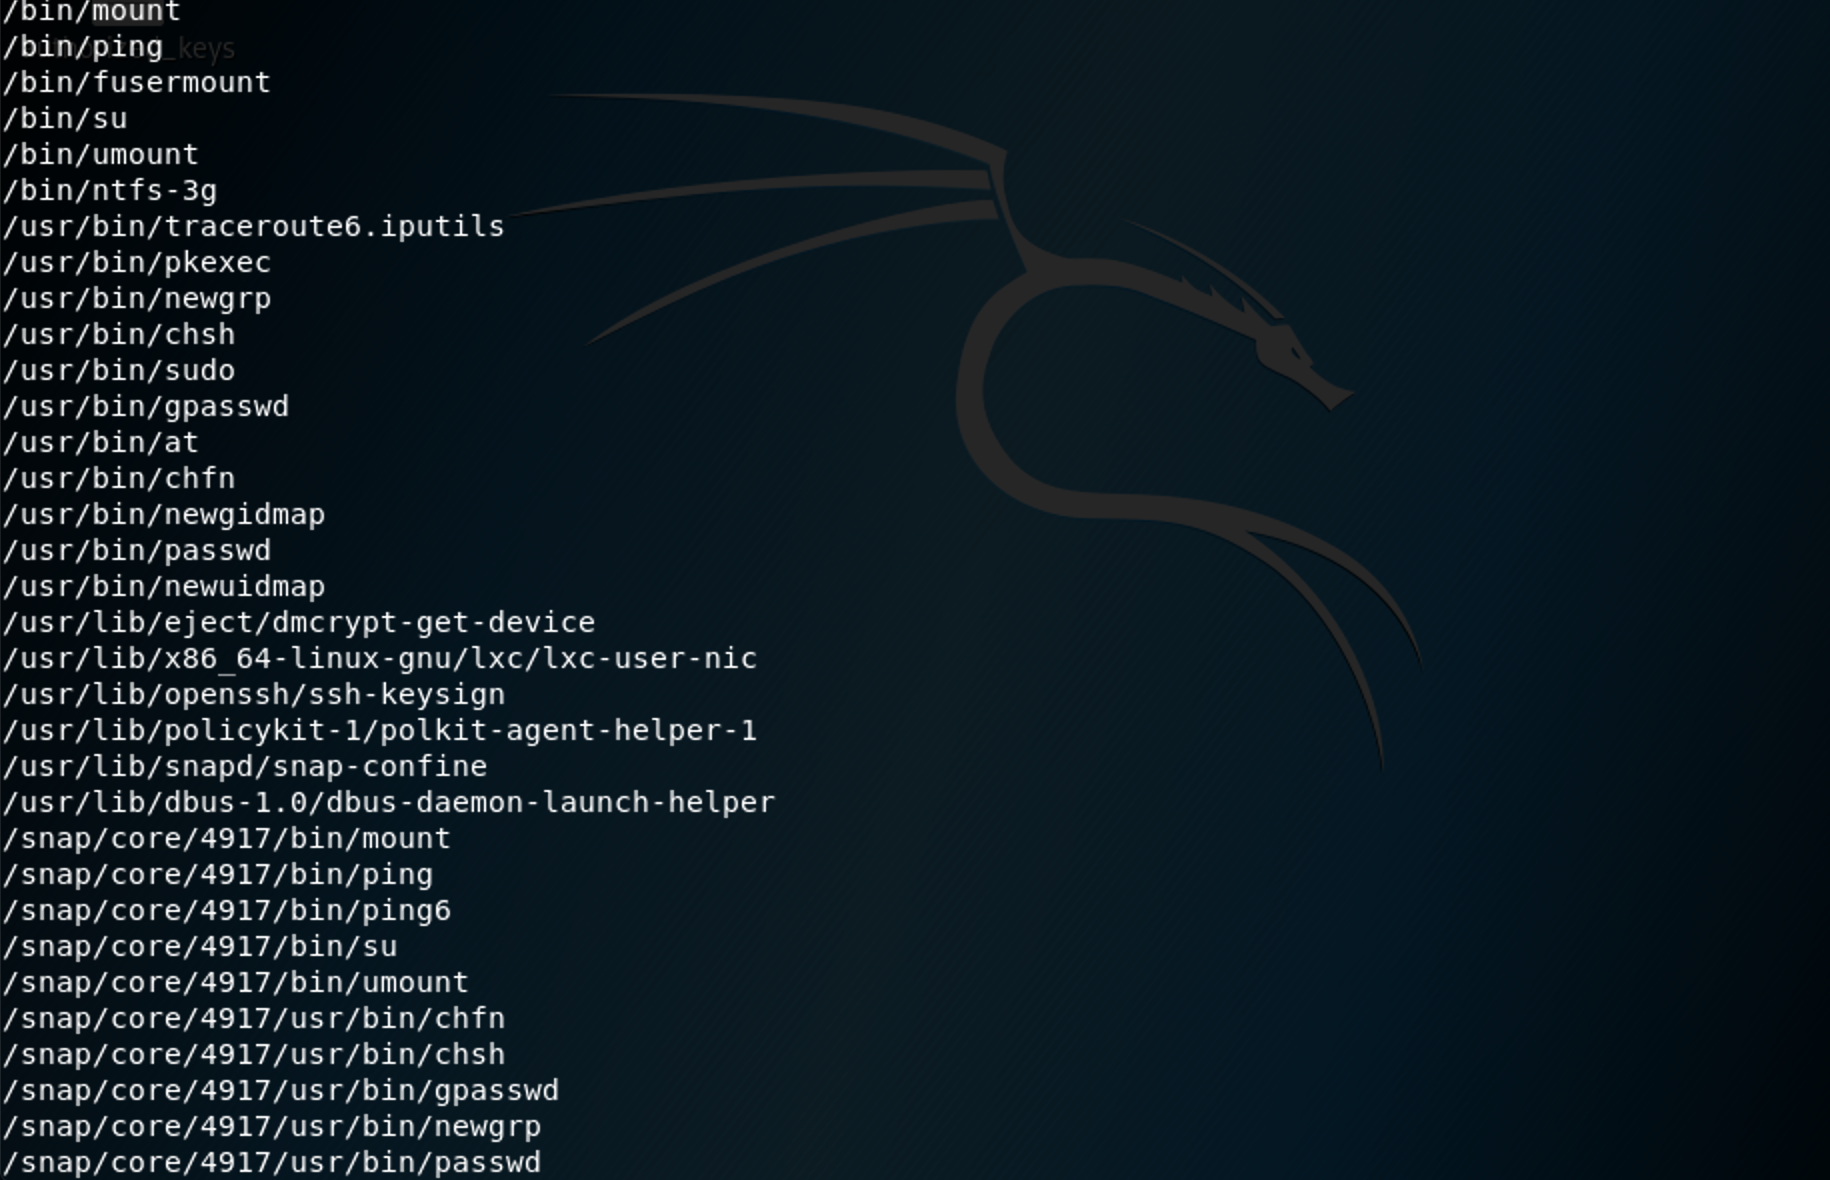 /bin/mount
/bin/ping
_keys
/bin/fusermount
/bin/su
/bin/umount
/bin/ntfs-3g
/usr/bin/traceroute6.iputils
/usr/bin/pkexec
/usr/bin/newgrp
/usr/bin/chsh
/usr/bin/sudo
/usr/bin/gpasswd
/usr/bin/at
/usr/bin/chfn
/usr/bin/newgidmap
/usr/bin/passwd
/usr/bin/newuidmap
/usr/lib/eject/dmcrypt-get-device
/usr/lib/x86_64-linux-gnu/lxc/lxc-user-nic
/usr/lib/openssh/ssh-keysign
/usr/lib/policykit-1/polkit-agent-helper-1
/usr/lib/snapd/snap-confine
/usr/lib/dbus-1.0/dbus-daemon-launch-helper
/snap/core/4917/bin/mount
/snap/core/4917/bin/ping
/snap/core/4917/bin/ping6
/snap/core/4917/bin/su
/snap/core/4917/bin/umount
/snap/core/4917/usr/bin/chfn
/snap/core/4917/usr/bin/chsh
/snap/core/4917/usr/bin/gpasswd
/snap/core/4917/usr/bin/newgrp
/snap/core/4917/usr/bin/passwd